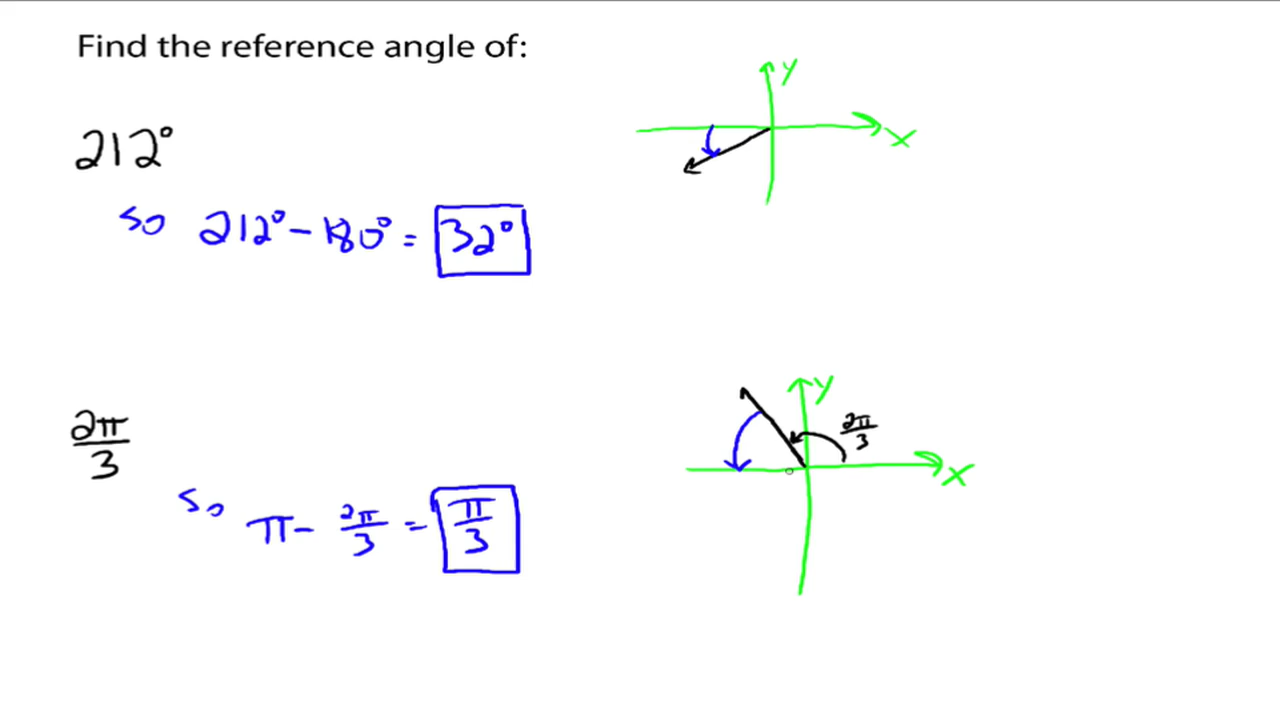 Find the reference angle of:
y
x
212°
so 212° - 180° = 32°
y
2π/3
x
2π/3
so π - 2π/3 = π/3